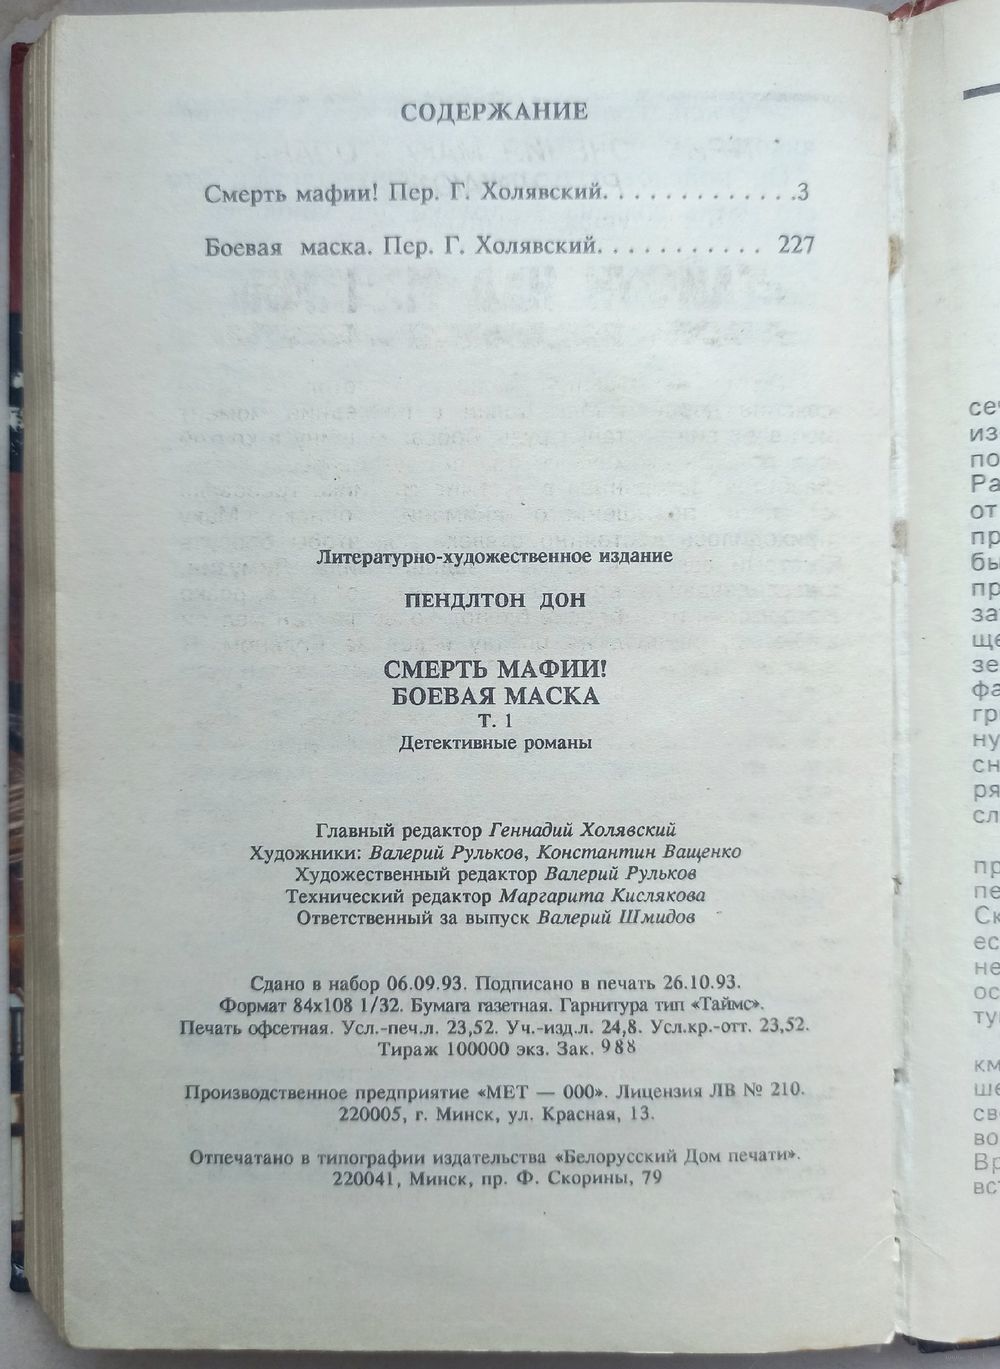 СОДЕРЖАНИЕ
Смерть мафии! Пер. Г. Холявский. . . . . . . . . . . . .3
Боевая маска. Пер. Г. Холявский. . . . . . . . . . . 227
Литературно-художественное издание
ПЕНДЛТОН ДОН
СМЕРТЬ МАФИИ!
БОЕВАЯ МАСКА
Т. 1
Детективные романы
Главный редактор Геннадий Холявский
Художники: Валерий Рульков, Константин Ващенко
Художественный редактор Валерий Рульков
Технический редактор Маргарита Кислякова
Ответственный за выпуск Валерий Шмидов
Сдано в набор 06.09.93. Подписано в печать 26.10.93.
Формат 84х108 1/32. Бумага газетная. Гарнитура тип «Таймс».
Печать офсетная. Усл.-печ.л. 23,52. Уч.-изд.л. 24,8. Усл.кр.-отт. 23,52.
Тираж 100000 экз. Зак. 988
Производственное предприятие «МЕТ — ООО». Лицензия ЛВ № 210.
220005, г. Минск, ул. Красная, 13.
Отпечатано в типографии издательства «Белорусский Дом печати».
220041, Минск, пр. Ф. Скорины, 79